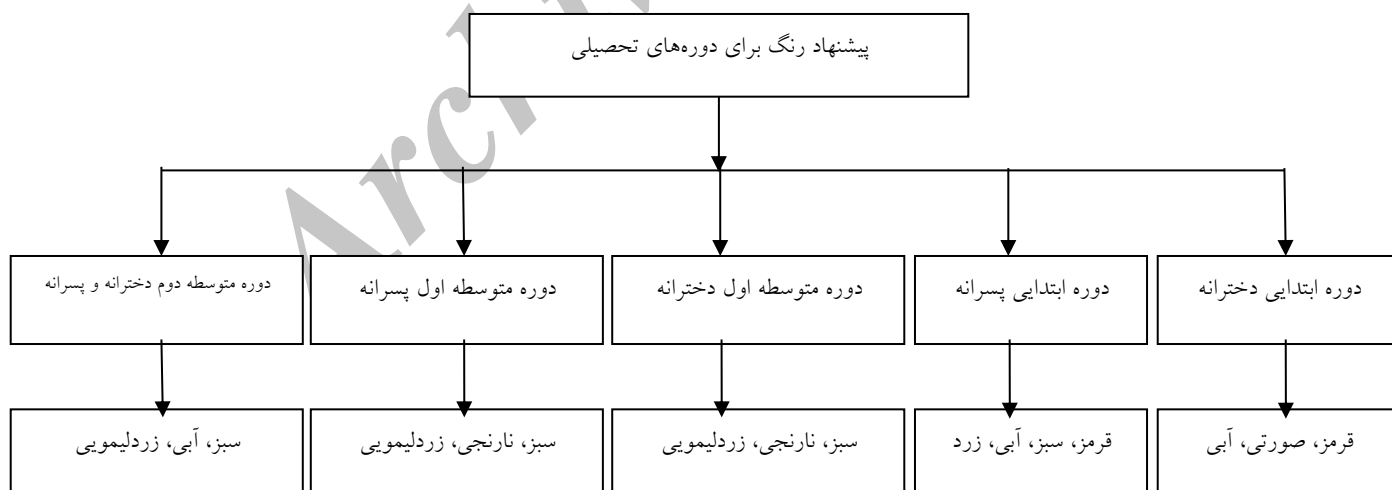 پیشنهاد رنگ برای دوره‌های تحصیلی
دوره ابتدایی دخترانه
دوره ابتدایی پسرانه
دوره متوسطه اول دخترانه
دوره متوسطه اول پسرانه
دوره متوسطه دوم دخترانه و پسرانه
قرمز، صورتی، آبی
قرمز، سبز، آبی، زرد
سبز، نارنجی، زردلیمویی
سبز، نارنجی، زردلیمویی
سبز، آبی، زردلیمویی